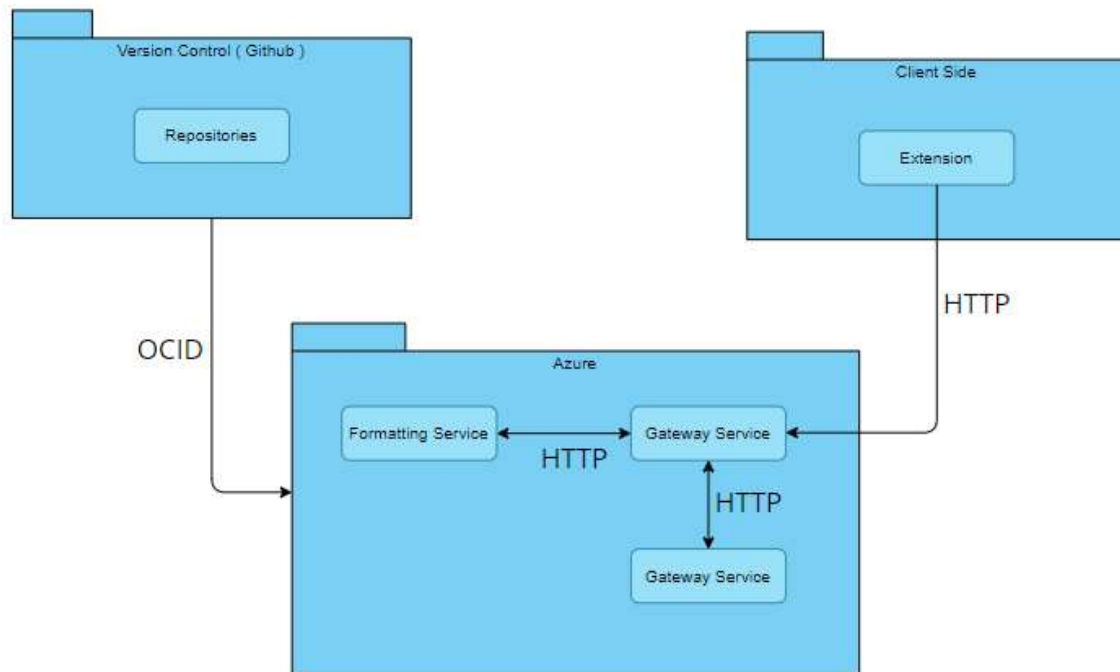 Version Control ( Github )
Repositories
Client Side
Extension
OCID
HTTP
Azure
Formatting Service
HTTP
Gateway Service
HTTP
Gateway Service